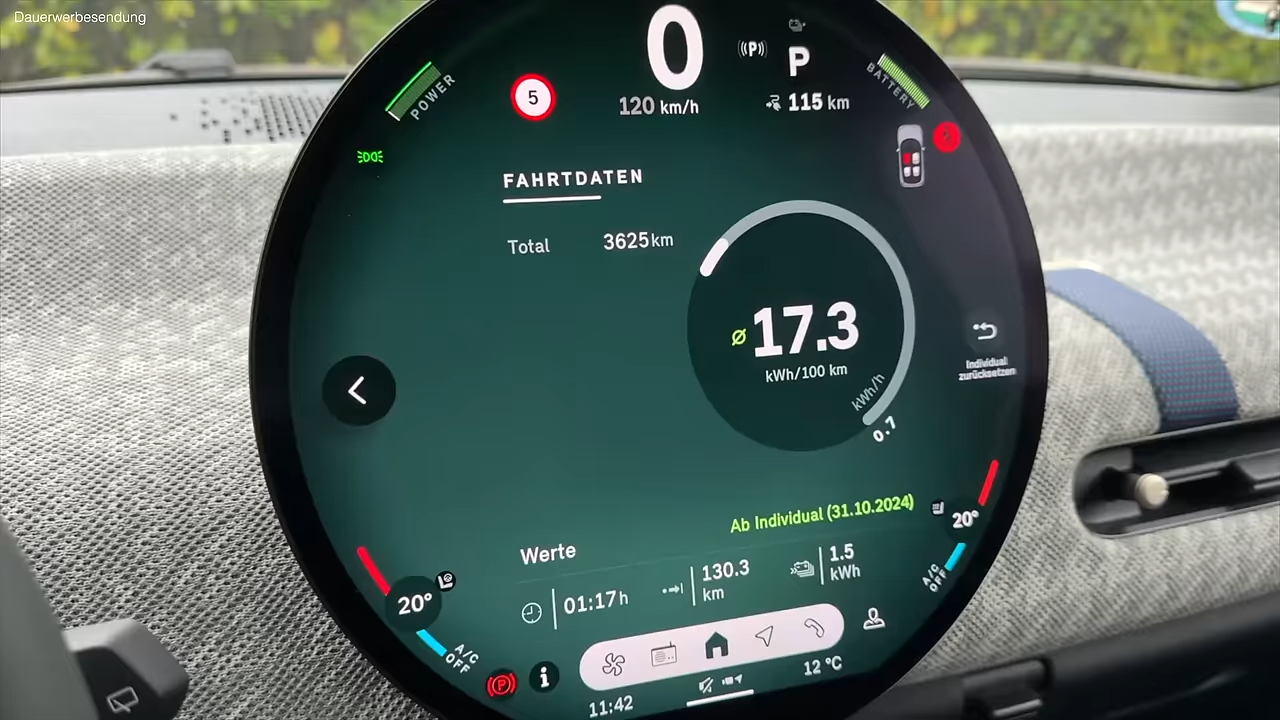 Dauerwerbesendung
0
((P))
P
POWER
BATTERY
5
120 km/h
115 km
FAHRTDATEN
Total 3625 km
Ø 17.3
kWh/100 km
kWh/h
0.7
Individual
zurücksetzen
Ab Individual (31.10.2024)
20°
A/C
OFF
Werte
01:17 h
130.3
km
1.5
kWh
20°
A/C
OFF
(P)
i
11:42
12 °C